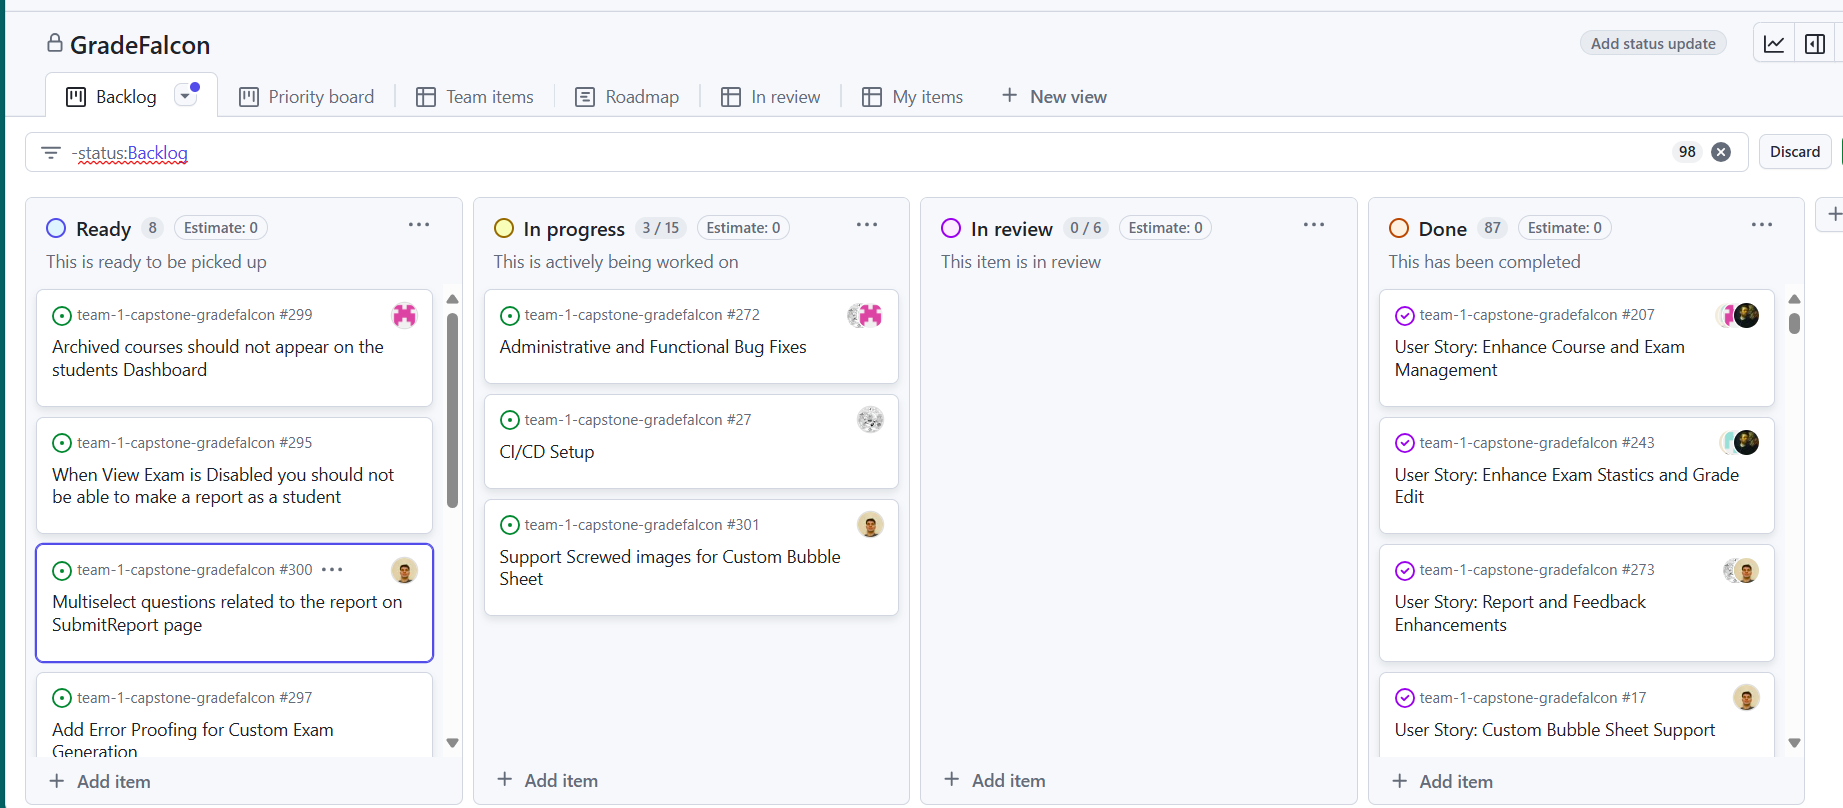 GradeFalcon
Add status update
Backlog
Priority board
Team items
Roadmap
In review
My items
New view
-status:Backlog
98
Discard
Ready 8 Estimate: 0
This is ready to be picked up
team-1-capstone-gradefalcon #299
Archived courses should not appear on the
students Dashboard
team-1-capstone-gradefalcon #295
When View Exam is Disabled you should not
be able to make a report as a student
team-1-capstone-gradefalcon #300
Multiselect questions related to the report on
SubmitReport page
team-1-capstone-gradefalcon #297
Add Error Proofing for Custom Exam
Generation
Add item
In progress 3 / 15 Estimate: 0
This is actively being worked on
team-1-capstone-gradefalcon #272
Administrative and Functional Bug Fixes
team-1-capstone-gradefalcon #27
CI/CD Setup
team-1-capstone-gradefalcon #301
Support Screwed images for Custom Bubble
Sheet
Add item
In review 0 / 6 Estimate: 0
This item is in review
Add item
Done 87 Estimate: 0
This has been completed
team-1-capstone-gradefalcon #207
User Story: Enhance Course and Exam
Management
team-1-capstone-gradefalcon #243
User Story: Enhance Exam Stastics and Grade
Edit
team-1-capstone-gradefalcon #273
User Story: Report and Feedback
Enhancements
team-1-capstone-gradefalcon #17
User Story: Custom Bubble Sheet Support
Add item